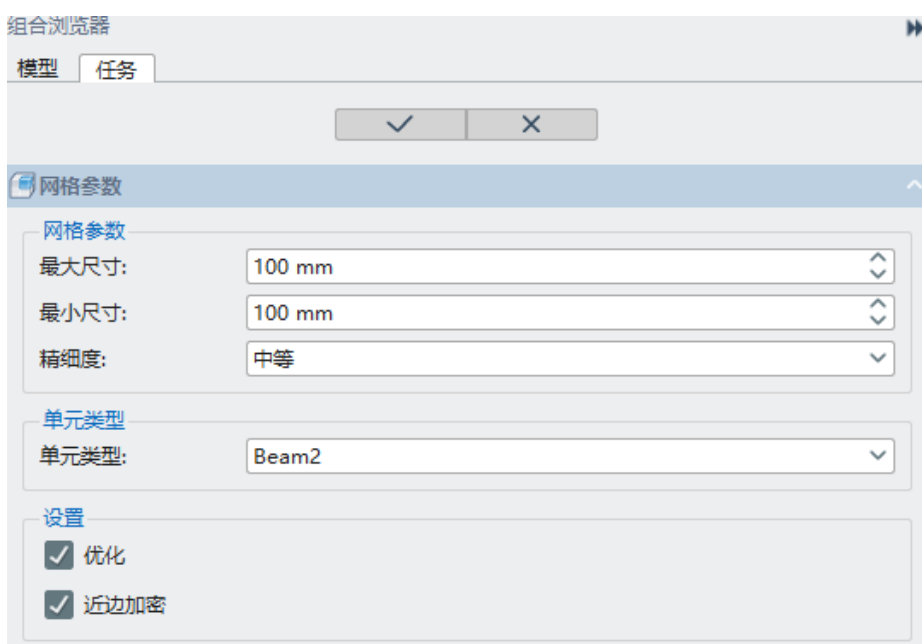 组合浏览器
模型 任务
网格参数
网格参数
最大尺寸: 100 mm
最小尺寸: 100 mm
精细度: 中等
单元类型
单元类型: Beam2
设置
优化
近边加密